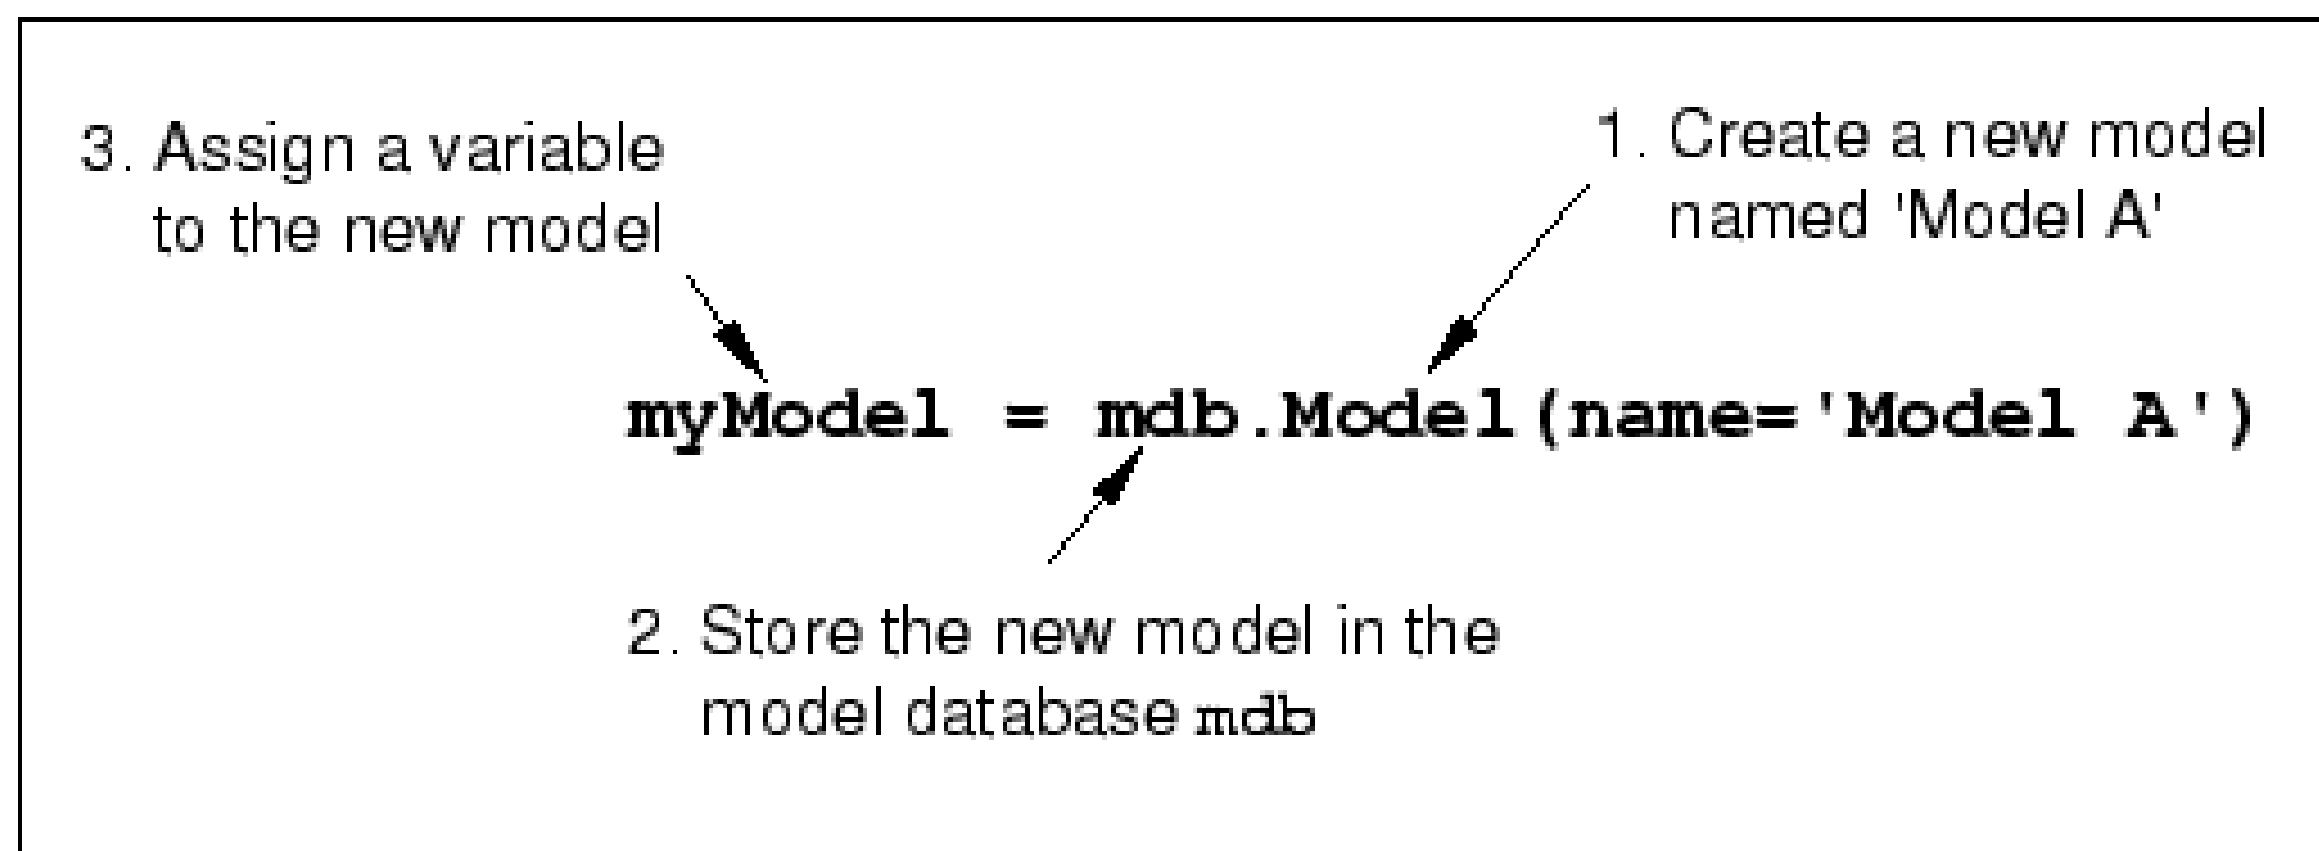 3. Assign a variable
to the new model
1. Create a new model
named 'Model A'
myModel = mdb.Model(name='Model A')
2. Store the new model in the
model database mdb